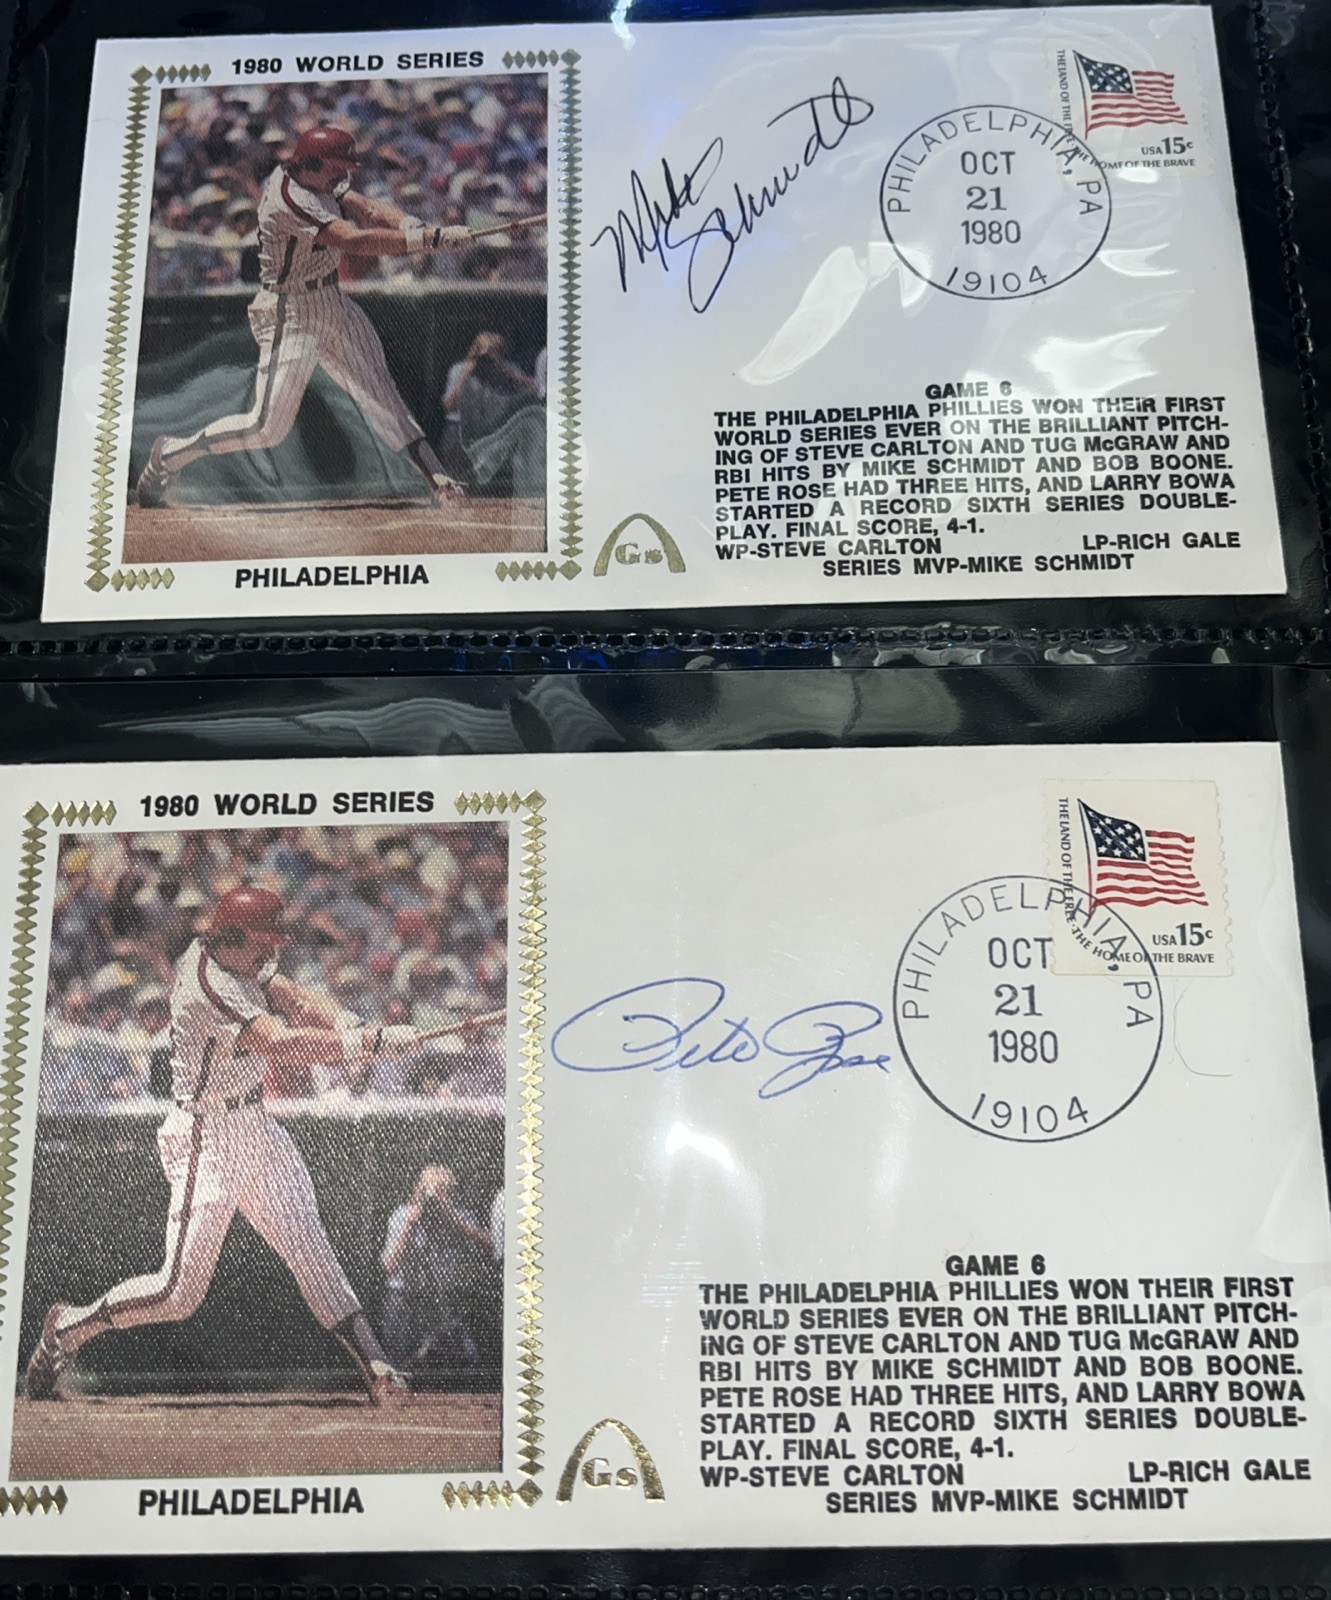 1980 WORLD SERIES
PHILADELPHIA
Mike Schmidt
THE LAND OF THE FREE THE HOME OF THE BRAVE
USA 15c
PHILADELPHIA, PA
OCT
21
1980
19104
GAME 6
THE PHILADELPHIA PHILLIES WON THEIR FIRST
WORLD SERIES EVER ON THE BRILLIANT PITCH-
ING OF STEVE CARLTON AND TUG McGRAW AND
RBI HITS BY MIKE SCHMIDT AND BOB BOONE.
PETE ROSE HAD THREE HITS, AND LARRY BOWA
STARTED A RECORD SIXTH SERIES DOUBLE-
PLAY. FINAL SCORE, 4-1.
WP-STEVE CARLTON LP-RICH GALE
SERIES MVP-MIKE SCHMIDT
Gs
1980 WORLD SERIES
PHILADELPHIA
Pete Rose
THE LAND OF THE FREE THE HOME OF THE BRAVE
USA 15c
PHILADELPHIA, PA
OCT
21
1980
19104
GAME 6
THE PHILADELPHIA PHILLIES WON THEIR FIRST
WORLD SERIES EVER ON THE BRILLIANT PITCH-
ING OF STEVE CARLTON AND TUG McGRAW AND
RBI HITS BY MIKE SCHMIDT AND BOB BOONE.
PETE ROSE HAD THREE HITS, AND LARRY BOWA
STARTED A RECORD SIXTH SERIES DOUBLE-
PLAY. FINAL SCORE, 4-1.
WP-STEVE CARLTON LP-RICH GALE
SERIES MVP-MIKE SCHMIDT
Gs